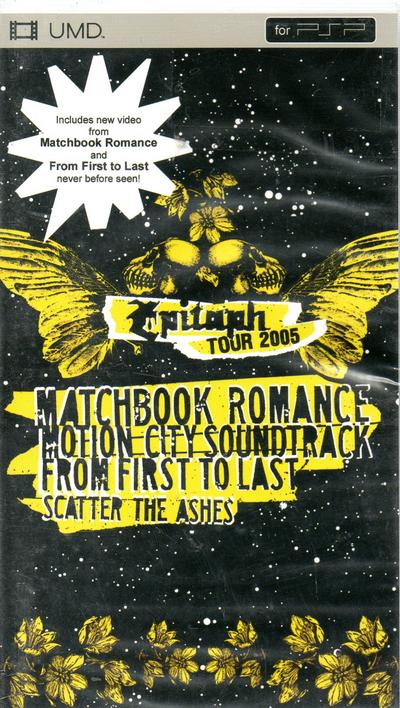 UMD.
for PSP
Includes new video
from
Matchbook Romance
and
From First to Last
never before seen!
Epitaph
TOUR 2005
MATCHBOOK ROMANCE
MOTION CITY SOUNDTRACK
FROM FIRST TO LAST
SCATTER THE ASHES